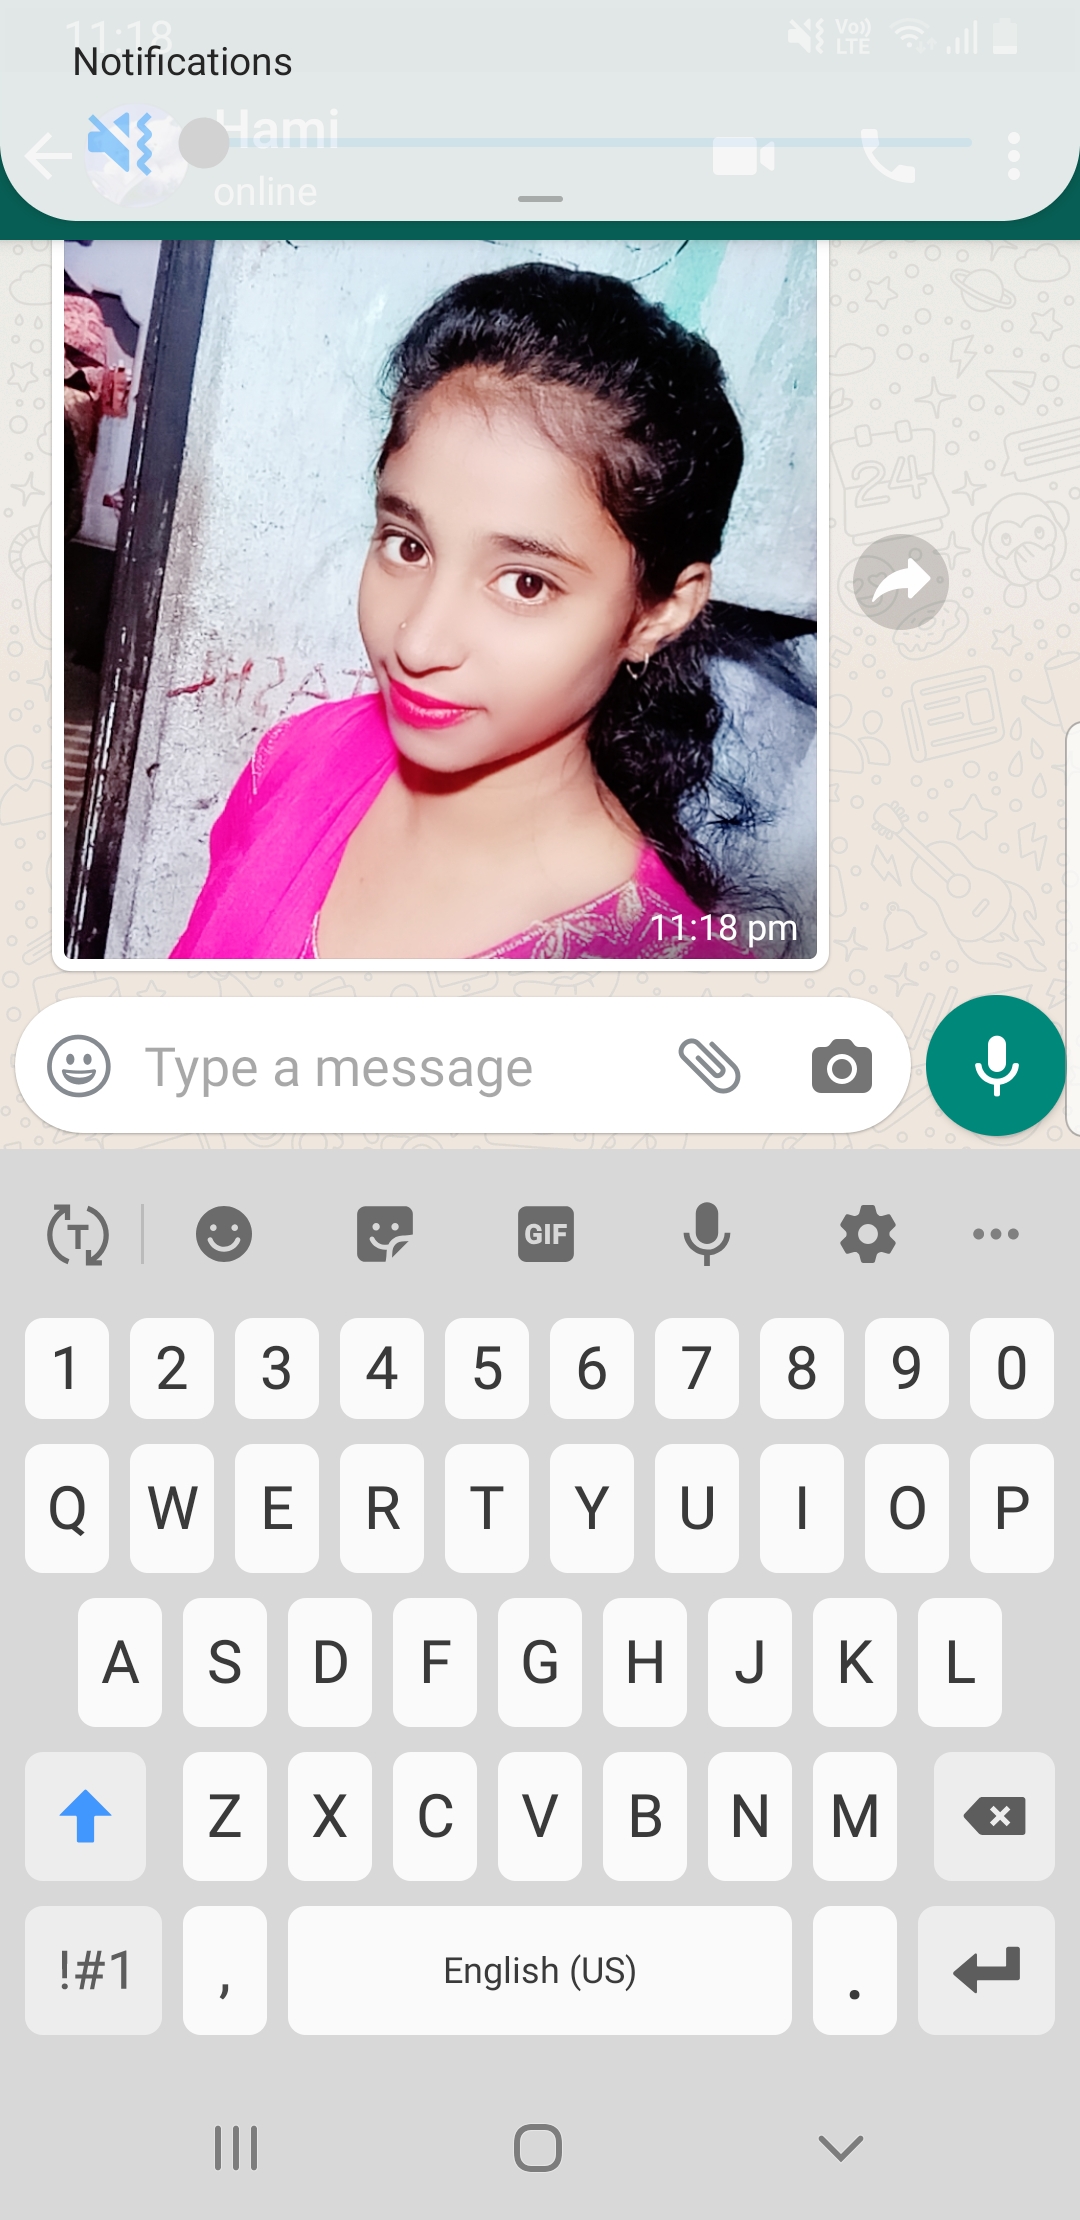 11:18
Vo))
LTE
Notifications
Hami
online
24
11:18 pm
Type a message
T
GIF
1 2 3 4 5 6 7 8 9 0
Q W E R T Y U I O P
A S D F G H J K L
Z X C V B N M
!#1 , English (US) .